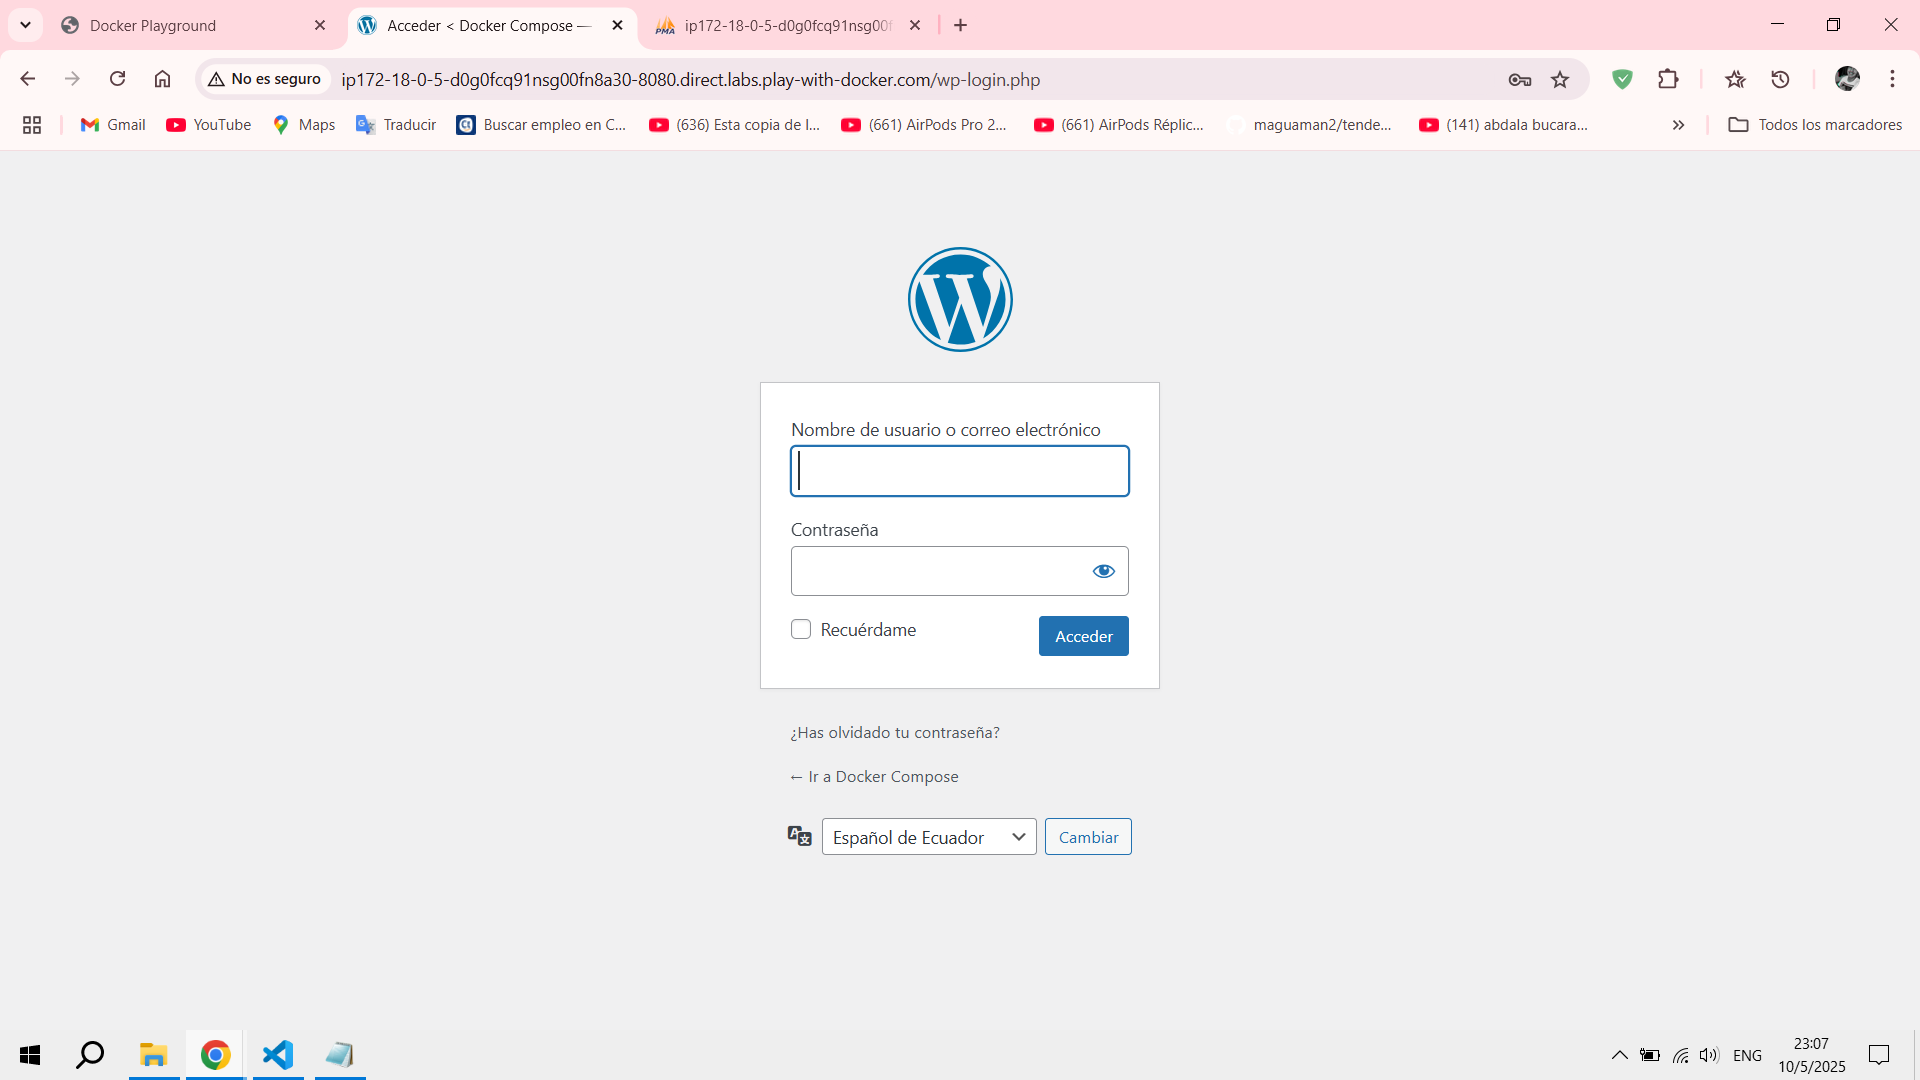 Docker Playground
Acceder < Docker Compose —
ip172-18-0-5-d0g0fcq91nsg00f
No es seguro
ip172-18-0-5-d0g0fcq91nsg00fn8a30-8080.direct.labs.play-with-docker.com/wp-login.php
Gmail
YouTube
Maps
Traducir
Buscar empleo en C...
(636) Esta copia de l...
(661) AirPods Pro 2...
(661) AirPods Réplic...
maguaman2/tende...
(141) abdala bucara...
Todos los marcadores
Nombre de usuario o correo electrónico
Contraseña
Recuérdame
Acceder
¿Has olvidado tu contraseña?
← Ir a Docker Compose
Español de Ecuador
Cambiar
ENG
23:07
10/5/2025